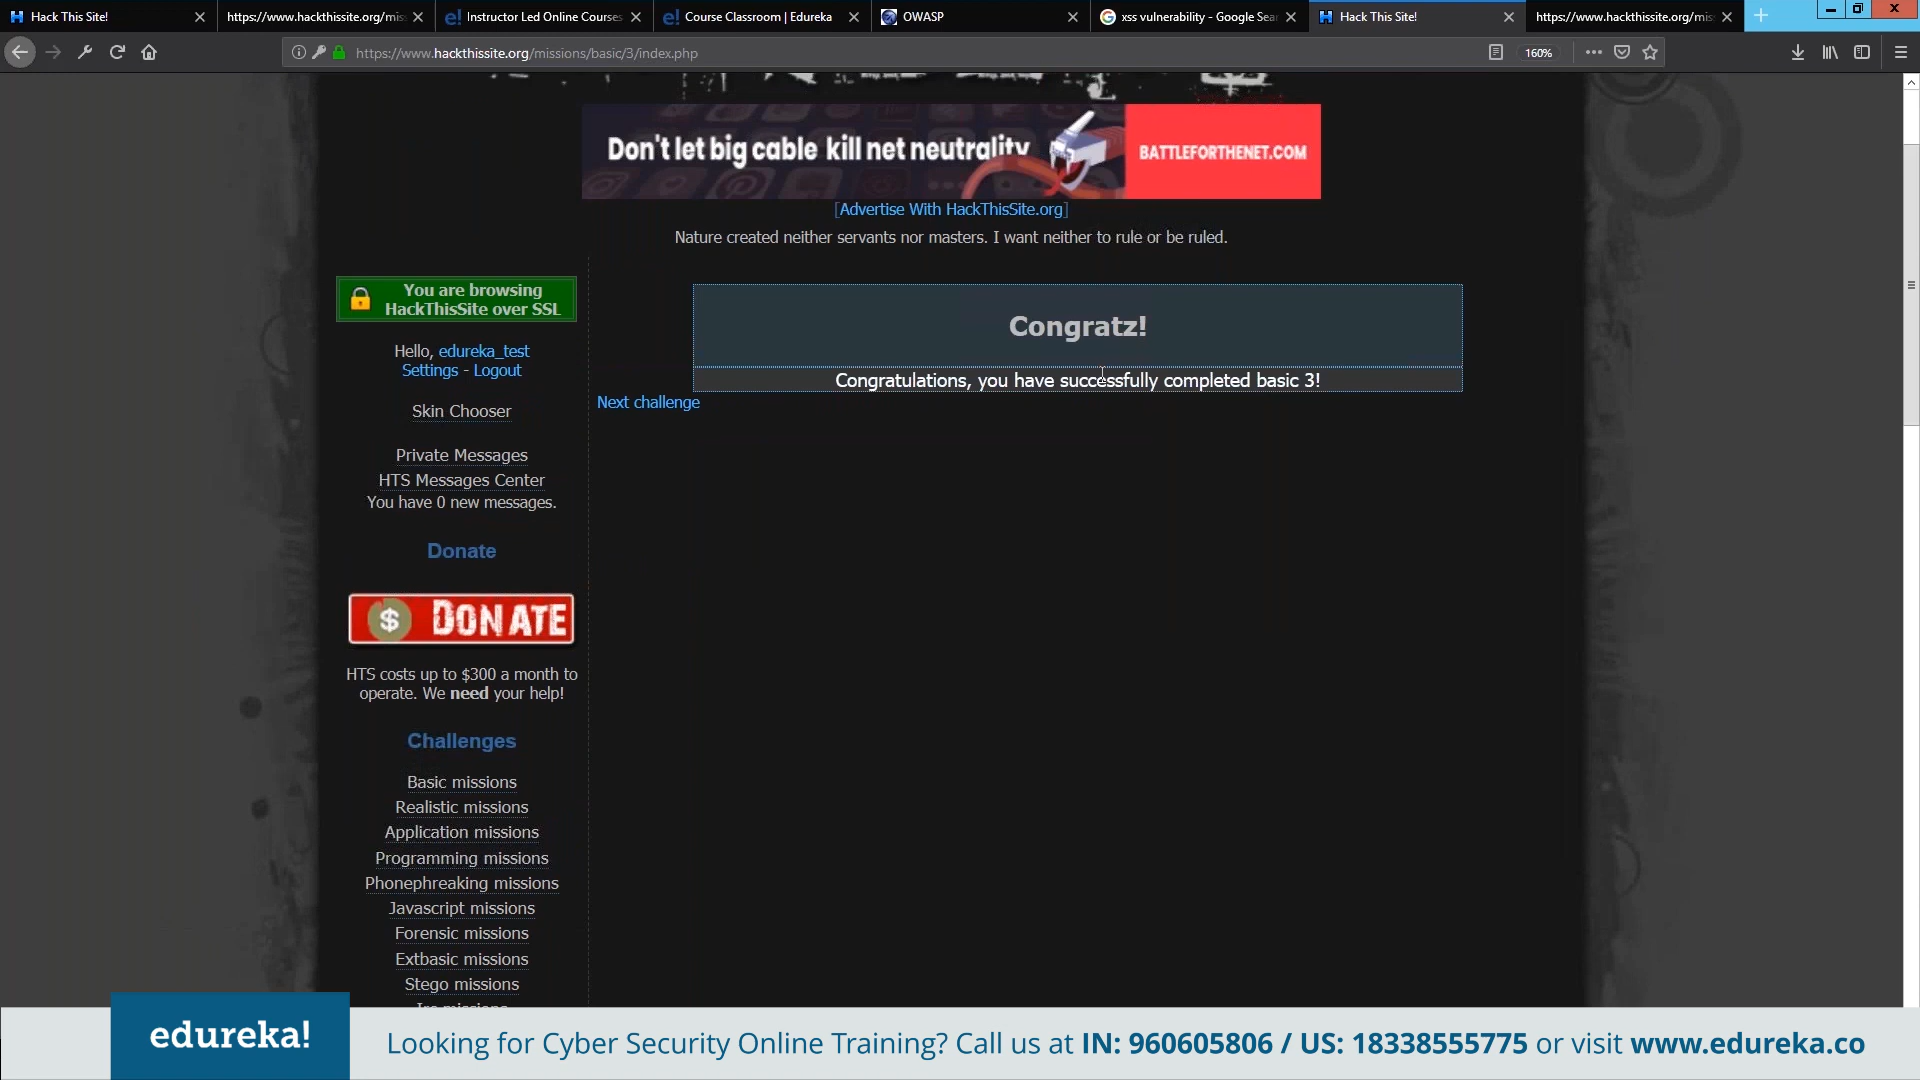 Hack This Site!
https://www.hackthissite.org/mis
Instructor Led Online Courses
Course Classroom | Edureka
OWASP
xss vulnerability - Google Sea
Hack This Site!
https://www.hackthissite.org/mis
https://www.hackthissite.org/missions/basic/3/index.php
160%
Don't let big cable kill net neutrality
BATTLEFORTHENET.COM
[Advertise With HackThisSite.org]
Nature created neither servants nor masters. I want neither to rule or be ruled.
You are browsing
HackThisSite over SSL
Hello, edureka_test
Settings - Logout
Skin Chooser
Private Messages
HTS Messages Center
You have 0 new messages.
Donate
$ DONATE
HTS costs up to $300 a month to
operate. We need your help!
Challenges
Basic missions
Realistic missions
Application missions
Programming missions
Phonephreaking missions
Javascript missions
Forensic missions
Extbasic missions
Stego missions
Congratz!
Congratulations, you have successfully completed basic 3!
Next challenge
edureka!
Looking for Cyber Security Online Training? Call us at IN: 960605806 / US: 18338555775 or visit www.edureka.co